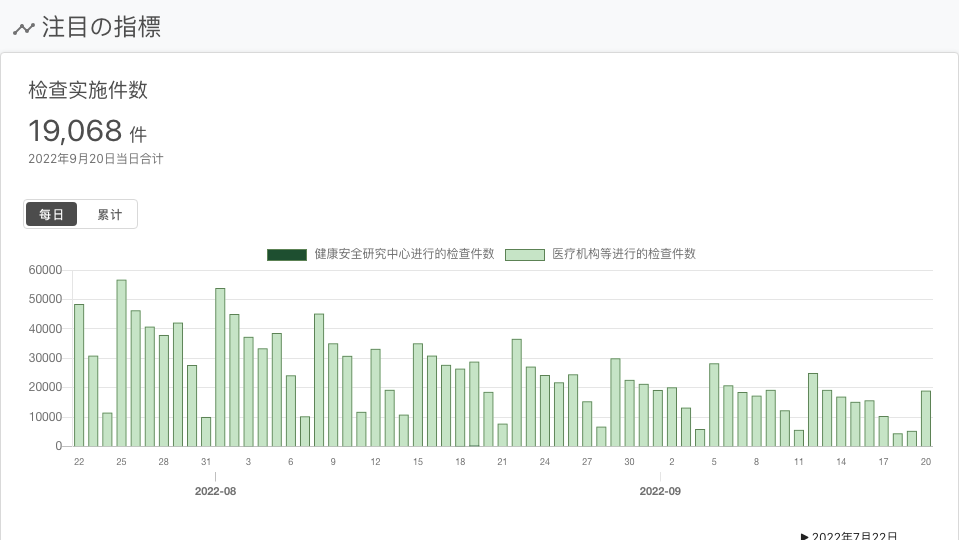 注目の指標
检查实施件数
19,068 件
2022年9月20日当日合计
每日 累计
健康安全研究中心进行的检查件数 医疗机构等进行的检查件数
60000
50000
40000
30000
20000
10000
0
22 25 28 31 3 6 9 12 15 18 21 24 27 30 2 5 8 11 14 17 20
2022-08 2022-09
▶ 2022年7月22日